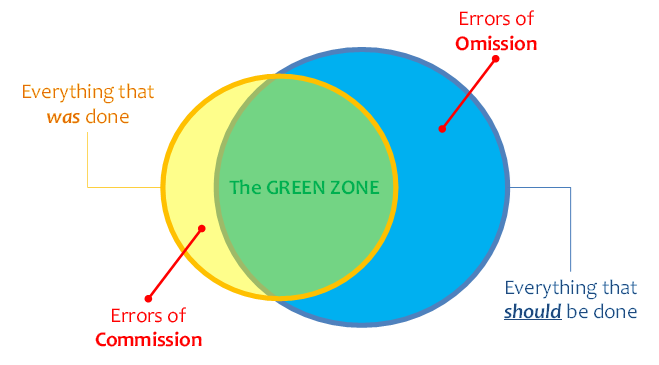 Errors of
Omission
Everything that
was done
The GREEN ZONE
Everything that
should be done
Errors of
Commission